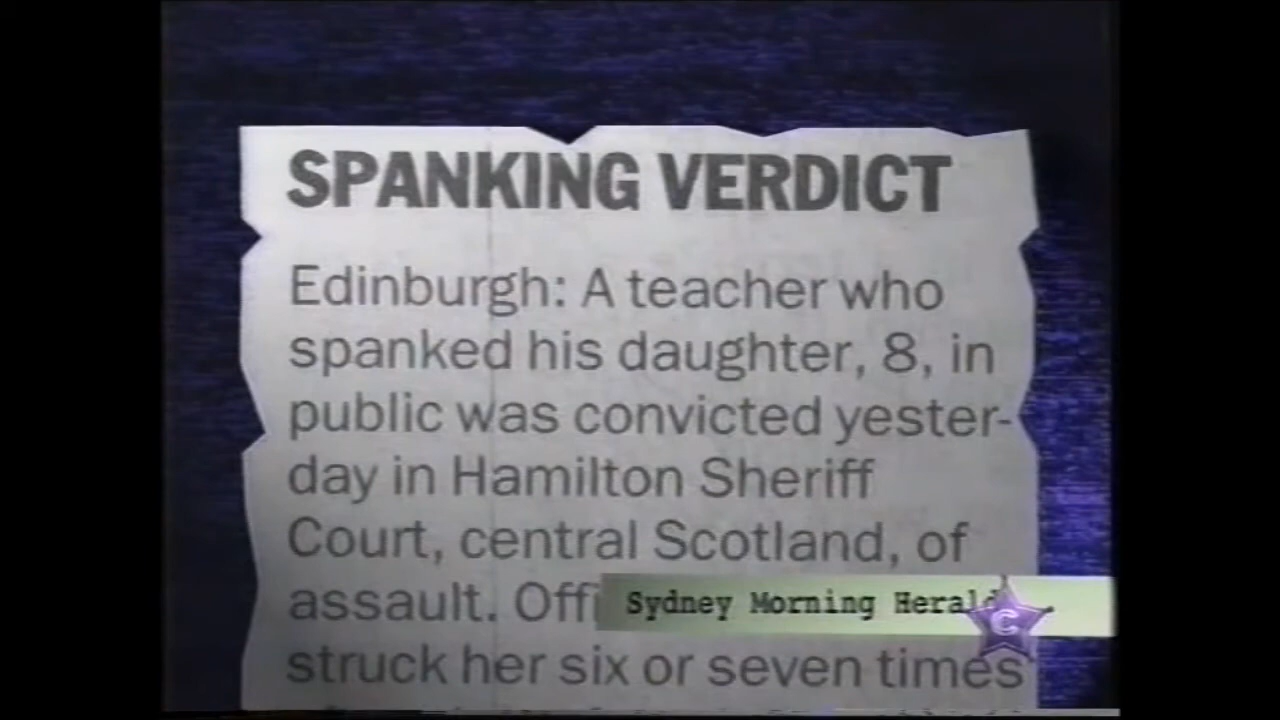 SPANKING VERDICT
Edinburgh: A teacher who
spanked his daughter, 8, in
public was convicted yester-
day in Hamilton Sheriff
Court, central Scotland, of
assault. Offi
Sydney Morning Herald
C
struck her six or seven times